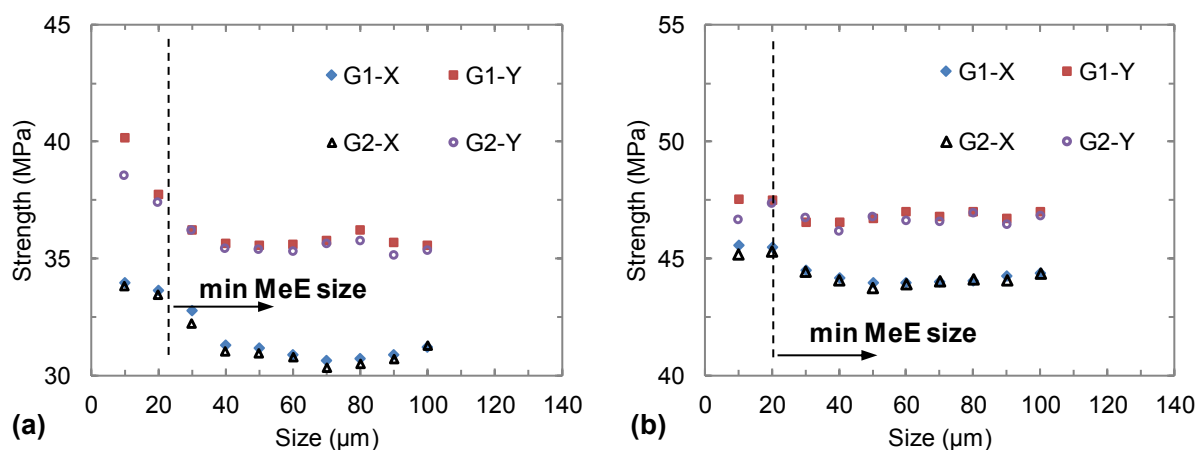 45
40
35
30
Strength (MPa)
G1-X
G1-Y
G2-X
G2-Y
min MeE size
0 20 40 60 80 100 120 140
Size (µm)
(a)
55
50
45
40
Strength (MPa)
G1-X
G1-Y
G2-X
G2-Y
min MeE size
0 20 40 60 80 100 120 140
Size (µm)
(b)